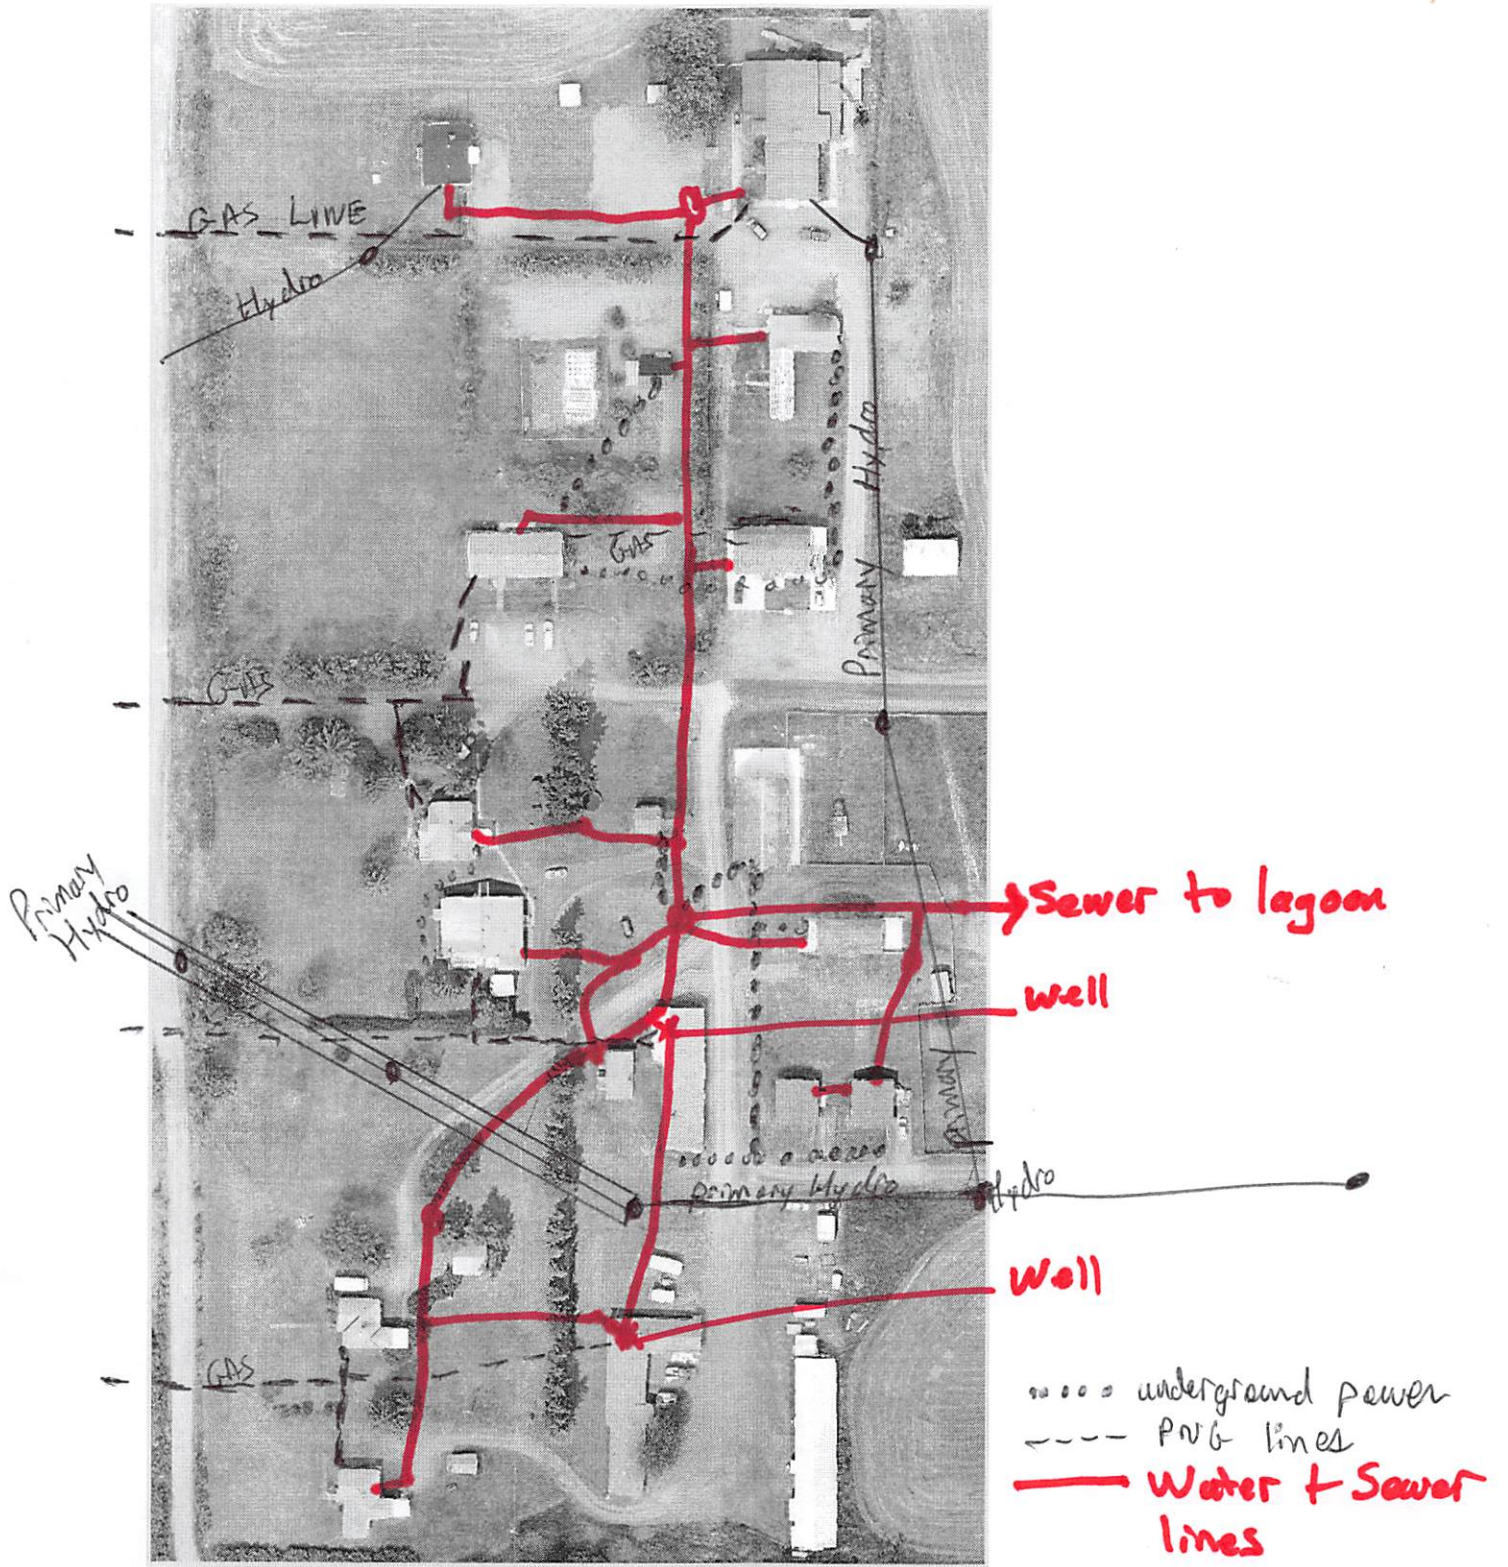 GAS LINE
Hydro
Primary Hydro
GAS
GAS
Primary
Hydro
Sewer to lagoon
Well
Primary
Primary Hydro
Hydro
Well
GAS
underground power
PNG lines
Water + Sewer
lines